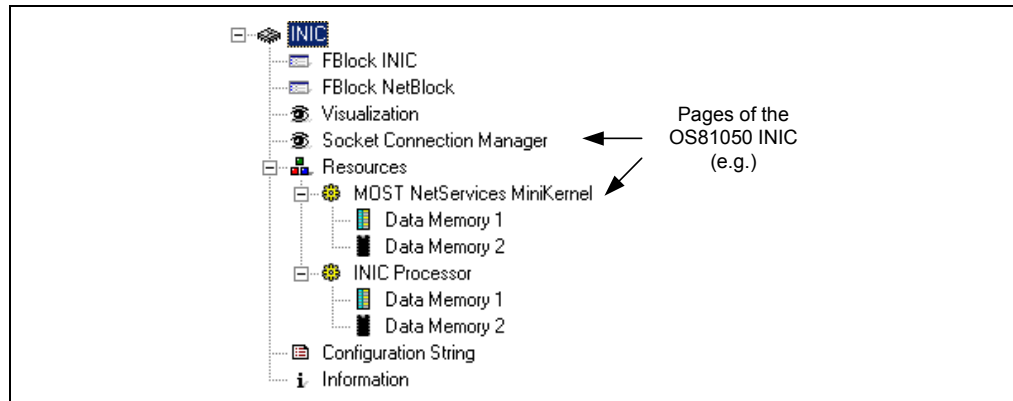 INIC
FBlock INIC
FBlock NetBlock
Visualization
Socket Connection Manager
Resources
MOST NetServices MiniKernel
Data Memory 1
Data Memory 2
INIC Processor
Data Memory 1
Data Memory 2
Configuration String
Information
Pages of the
OS81050 INIC
(e.g.)